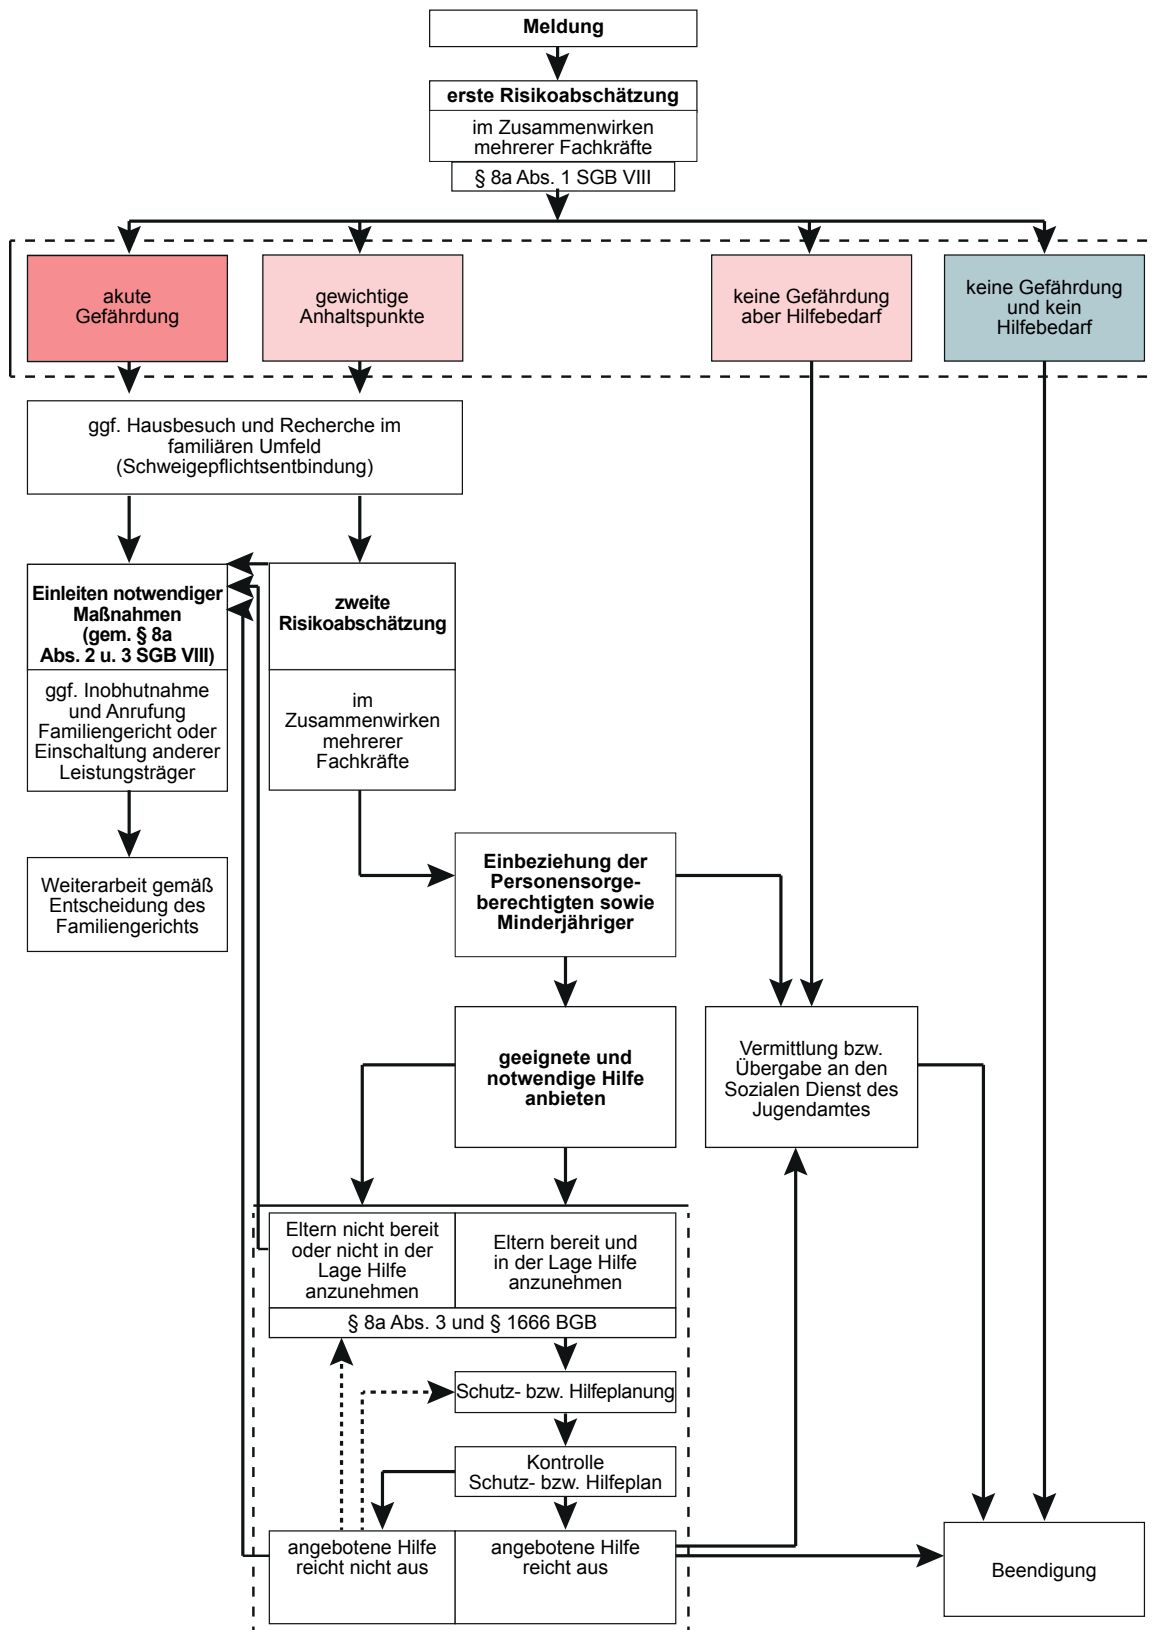 Meldung
erste Risikoabschätzung
im Zusammenwirken
mehrerer Fachkräfte
§ 8a Abs. 1 SGB VIII
akute
Gefährdung
gewichtige
Anhaltspunkte
keine Gefährdung
aber Hilfebedarf
keine Gefährdung
und kein
Hilfebedarf
ggf. Hausbesuch und Recherche im
familiären Umfeld
(Schweigepflichtsentbindung)
Einleiten notwendiger
Maßnahmen
(gem. § 8a
Abs. 2 u. 3 SGB VIII)
ggf. Inobhutnahme
und Anrufung
Familiengericht oder
Einschaltung anderer
Leistungsträger
zweite
Risikoabschätzung
im
Zusammenwirken
mehrerer
Fachkräfte
Weiterarbeit gemäß
Entscheidung des
Familiengerichts
Einbeziehung der
Personensorge-
berechtigten sowie
Minderjähriger
geeignete und
notwendige Hilfe
anbieten
Vermittlung bzw.
Übergabe an den
Sozialen Dienst des
Jugendamtes
Eltern nicht bereit
oder nicht in der
Lage Hilfe
anzunehmen
Eltern bereit und
in der Lage Hilfe
anzunehmen
§ 8a Abs. 3 und § 1666 BGB
Schutz- bzw. Hilfeplanung
Kontrolle
Schutz- bzw. Hilfeplan
angebotene Hilfe
reicht nicht aus
angebotene Hilfe
reicht aus
Beendigung